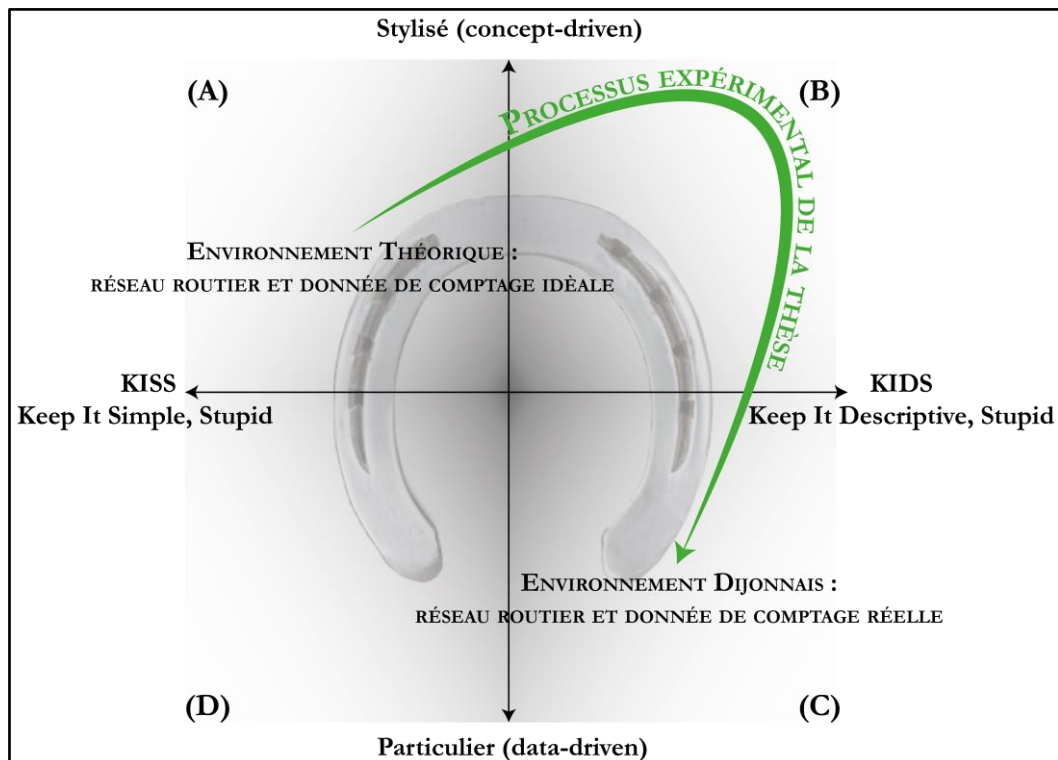 Stylisé (concept-driven)
(A)
(B)
Processus expérimental de la thèse
Environnement Théorique :
réseau routier et donnée de comptage idèale
KISS
Keep It Simple, Stupid
KIDS
Keep It Descriptive, Stupid
Environnement Dijonnais :
réseau routier et donnée de comptage réelle
(D)
(C)
Particulier (data-driven)